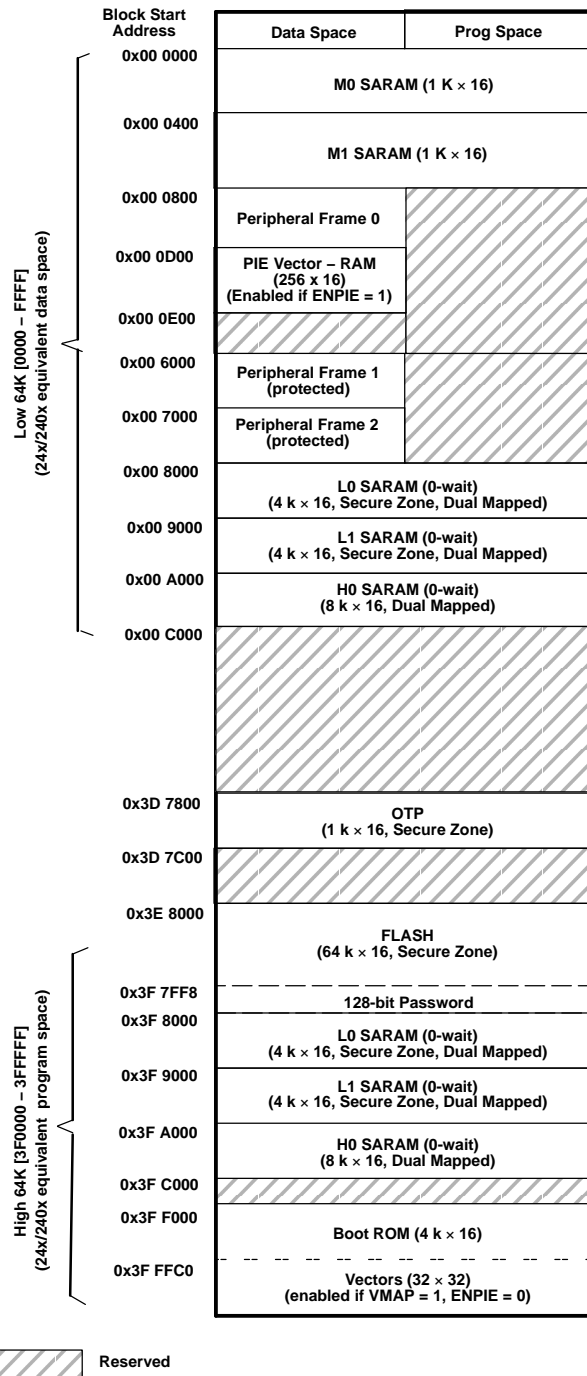 Block Start
Address
Data Space
Prog Space
0x00 0000
M0 SARAM (1 K × 16)
0x00 0400
M1 SARAM (1 K × 16)
0x00 0800
Peripheral Frame 0
0x00 0D00
PIE Vector – RAM
(256 x 16)
(Enabled if ENPIE = 1)
0x00 0E00
0x00 6000
Peripheral Frame 1
(protected)
0x00 7000
Peripheral Frame 2
(protected)
0x00 8000
L0 SARAM (0-wait)
(4 k × 16, Secure Zone, Dual Mapped)
0x00 9000
L1 SARAM (0-wait)
(4 k × 16, Secure Zone, Dual Mapped)
0x00 A000
H0 SARAM (0-wait)
(8 k × 16, Dual Mapped)
0x00 C000
Low 64K [0000 – FFFF]
(24x/240x equivalent data space)
0x3D 7800
OTP
(1 k × 16, Secure Zone)
0x3D 7C00
0x3E 8000
FLASH
(64 k × 16, Secure Zone)
0x3F 7FF8
128-bit Password
0x3F 8000
L0 SARAM (0-wait)
(4 k × 16, Secure Zone, Dual Mapped)
0x3F 9000
L1 SARAM (0-wait)
(4 k × 16, Secure Zone, Dual Mapped)
0x3F A000
H0 SARAM (0-wait)
(8 k × 16, Dual Mapped)
0x3F C000
0x3F F000
Boot ROM (4 k × 16)
0x3F FFC0
Vectors (32 × 32)
(enabled if VMAP = 1, ENPIE = 0)
High 64K [3F0000 – 3FFFFF]
(24x/240x equivalent program space)
Reserved